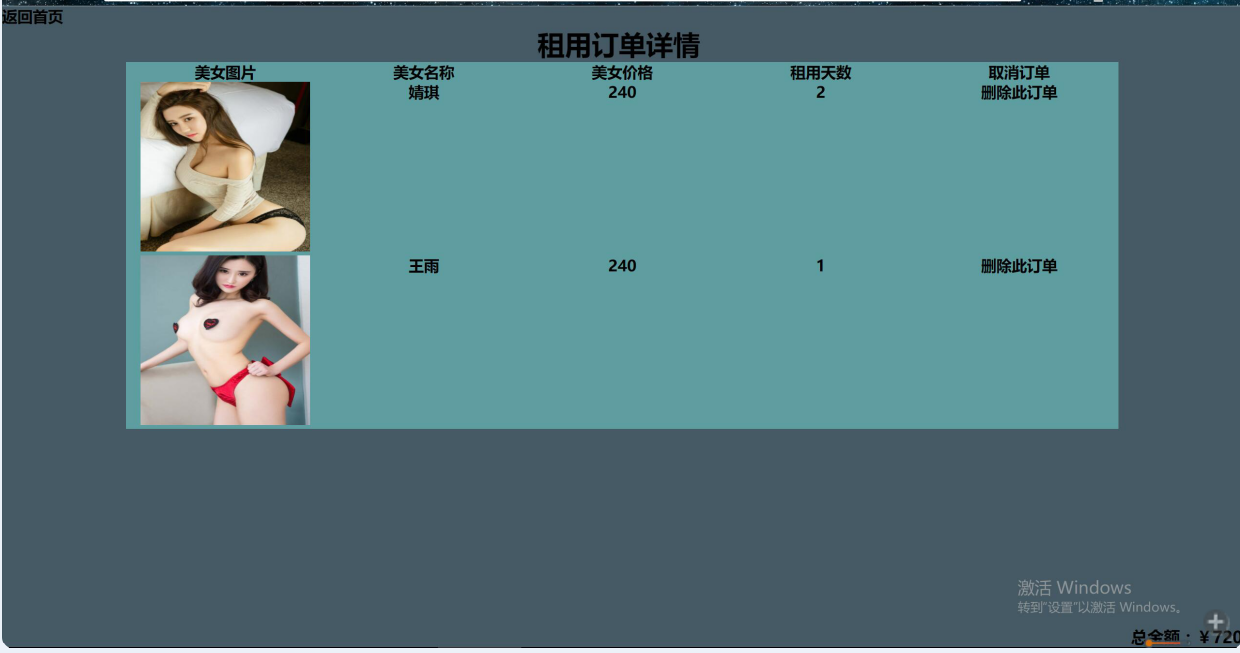 返回首页
租用订单详情
美女图片 美女名称 美女价格 租用天数 取消订单
婧琪 240 2 删除此订单
王雨 240 1 删除此订单
激活 Windows
转到"设置"以激活 Windows。
总金额：￥720